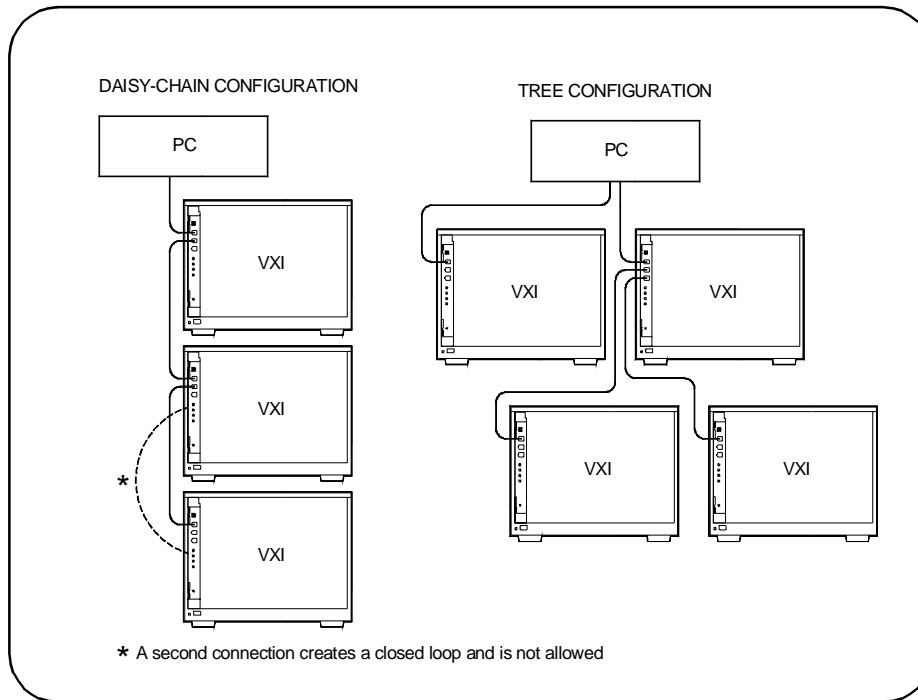 DAISY-CHAIN CONFIGURATION
PC
VXI
VXI
*
VXI
TREE CONFIGURATION
PC
VXI
VXI
VXI
VXI
* A second connection creates a closed loop and is not allowed